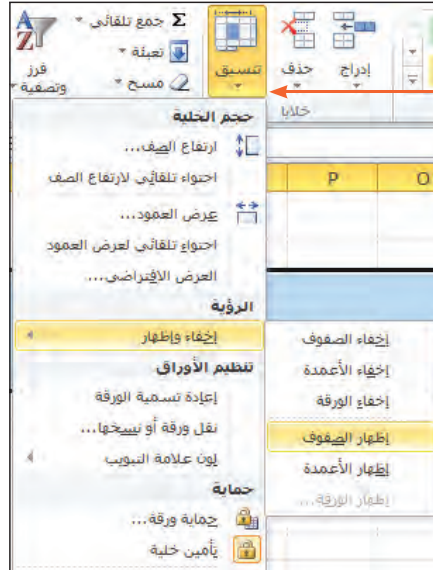 إدراج
حذف
تنسيق
خلايا
Σ جمع تلقائي
تعبئة
مسح
فرز
وتصفية
A
Z
O
P
حجم الخلية
ارتفاع الصف...
احتواء تلقائي لارتفاع الصف
عرض العمود...
احتواء تلقائي لعرض العمود
العرض الافتراضي...
الرؤية
إخفاء وإظهار
إخفاء الصفوف
إخفاء الأعمدة
إخفاء الورقة
إظهار الصفوف
إظهار الأعمدة
إظهار الورقة...
تنظيم الأوراق
إعادة تسمية الورقة
نقل ورقة أو نسخها...
لون علامة التبويب
حماية
حماية ورقة...
تأمين خلية